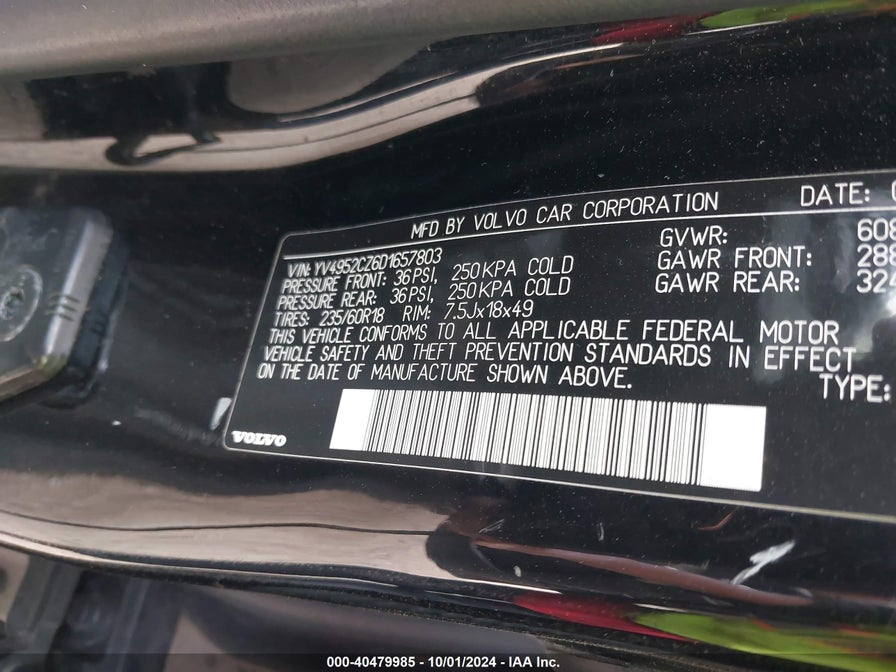 MFD BY VOLVO CAR CORPORATION DATE:
VIN: YV4952CZ6D1657803 GVWR: 608
PRESSURE FRONT: 36PSI, 250KPA COLD GAWR FRONT: 288
PRESSURE REAR: 36PSI, 250KPA COLD GAWR REAR: 324
TIRES: 235/60R18 RIM: 7.5Jx18x49
THIS VEHICLE CONFORMS TO ALL APPLICABLE FEDERAL MOTOR
VEHICLE SAFETY AND THEFT PREVENTION STANDARDS IN EFFECT
ON THE DATE OF MANUFACTURE SHOWN ABOVE. TYPE:
VOLVO
000-40479985 - 10/01/2024 - IAA Inc.